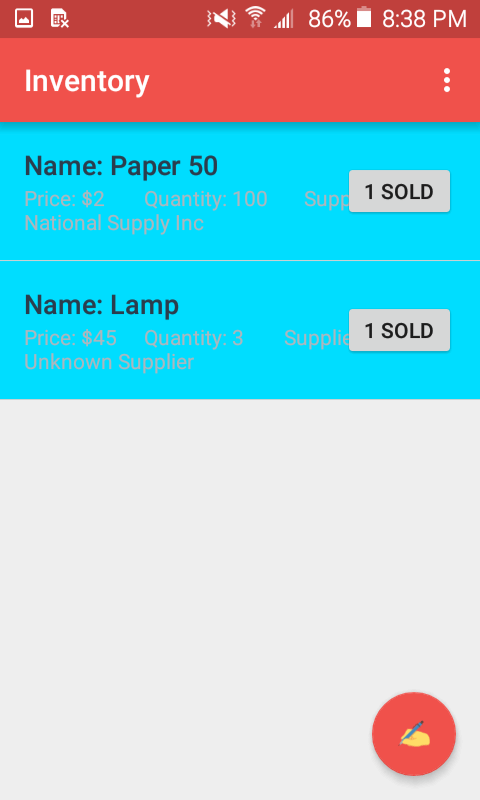 86% 8:38 PM
Inventory
Name: Paper 50
Price: $2 Quantity: 100 Supp
National Supply Inc
1 SOLD
Name: Lamp
Price: $45 Quantity: 3 Supplie
Unknown Supplier
1 SOLD